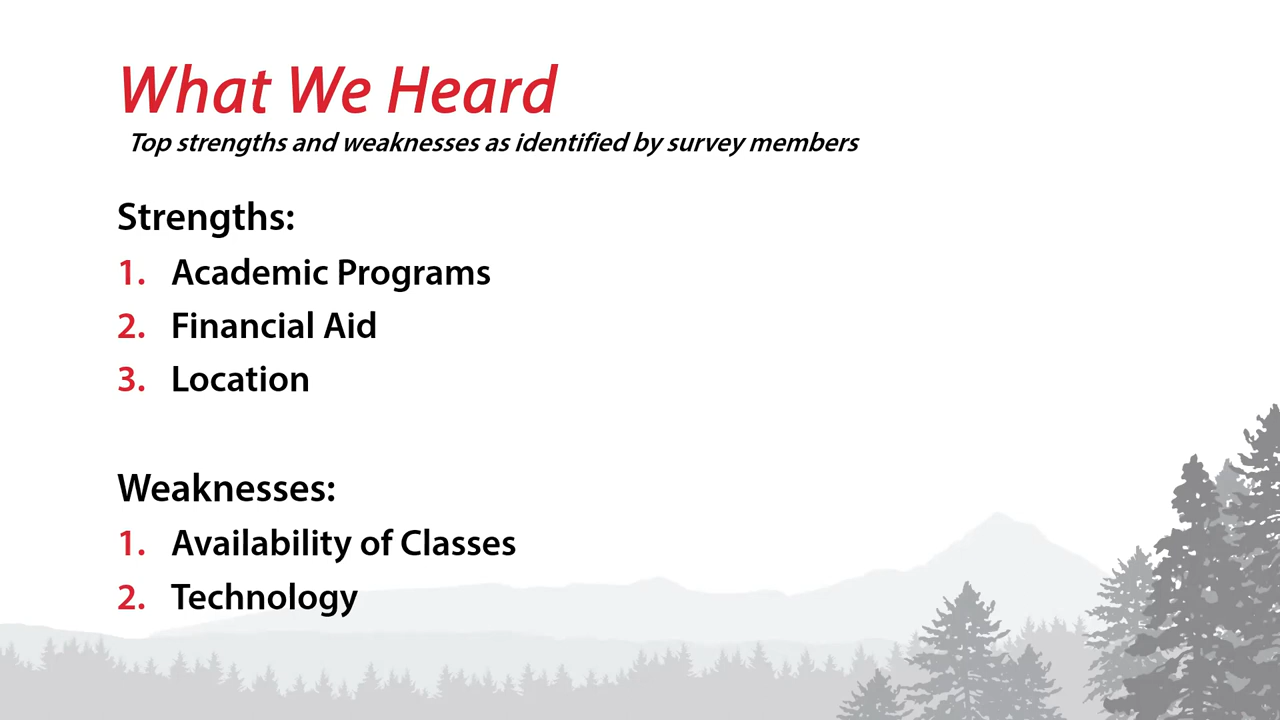 What We Heard
Top strengths and weaknesses as identified by survey members
Strengths:
1. Academic Programs
2. Financial Aid
3. Location
Weaknesses:
1. Availability of Classes
2. Technology